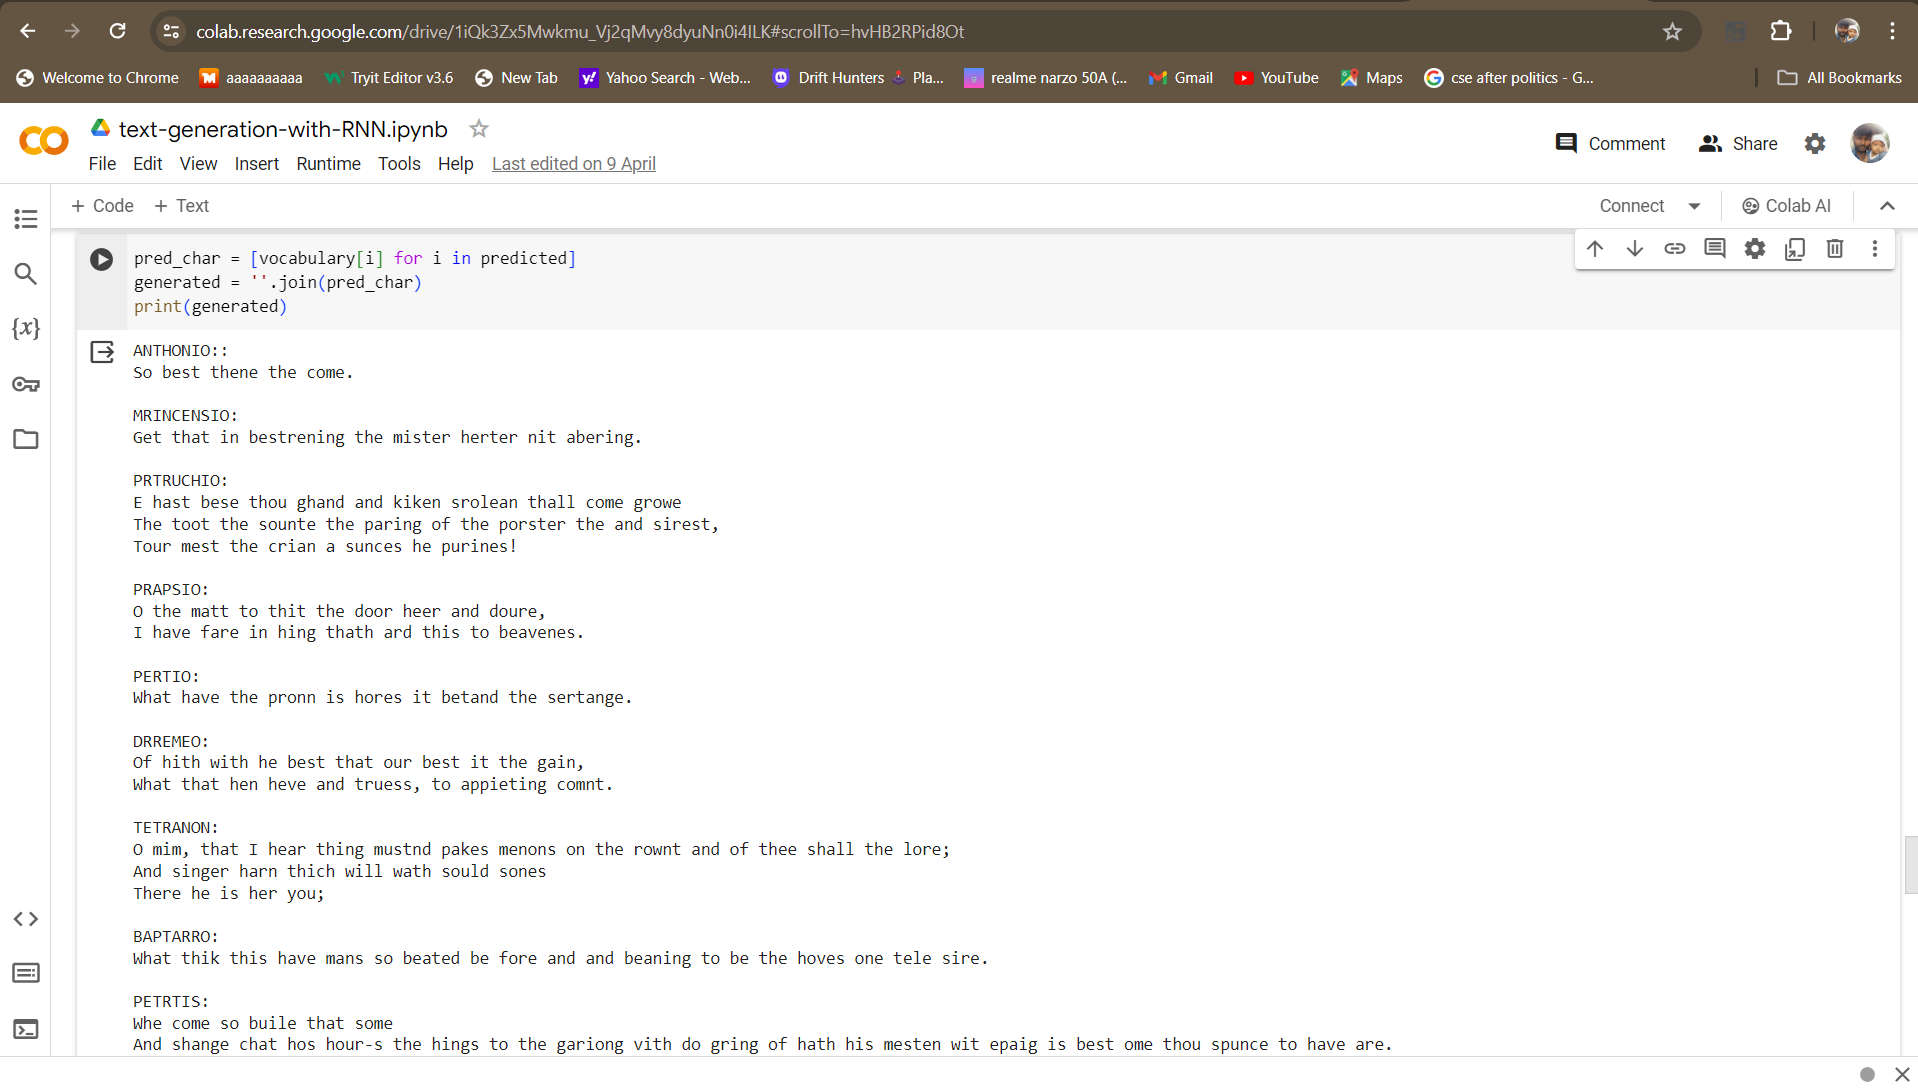 colab.research.google.com/drive/1iQk3Zx5Mwkmu_Vj2qMvy8dyuNn0i4ILK#scrollTo=hvHB2RPid8Ot
Welcome to Chrome aaaaaaaaaa Tryit Editor v3.6 New Tab Yahoo Search - Web... Drift Hunters Pla... realme narzo 50A (... Gmail YouTube Maps cse after politics - G... All Bookmarks
text-generation-with-RNN.ipynb
Comment Share
File Edit View Insert Runtime Tools Help Last edited on 9 April
+ Code + Text Connect Colab AI
pred_char = [vocabulary[i] for i in predicted]
generated = ''.join(pred_char)
print(generated)
ANTHONIO::
So best thene the come.
MRINCENSIO:
Get that in bestrening the mister herter nit abering.
PRTRUCHIO:
E hast bese thou ghand and kiken srolean thall come growe
The toot the sounte the paring of the porster the and sirest,
Tour mest the crian a sunces he purines!
PRAPSIO:
O the matt to thit the door heer and doure,
I have fare in hing thath ard this to beavenes.
PERTIO:
What have the pronn is hores it betand the sertange.
DRREMEO:
Of hith with he best that our best it the gain,
What that hen heve and truess, to appieting comnt.
TETRANON:
O mim, that I hear thing mustnd pakes menons on the rownt and of thee shall the lore;
And singer harn thich will wath sould sones
There he is her you;
BAPTARRO:
What thik this have mans so beated be fore and and beaning to be the hoves one tele sire.
PETRTIS:
Whe come so buile that some
And shange chat hos hour-s the hings to the gariong vith do gring of hath his mesten wit epaig is best ome thou spunce to have are.